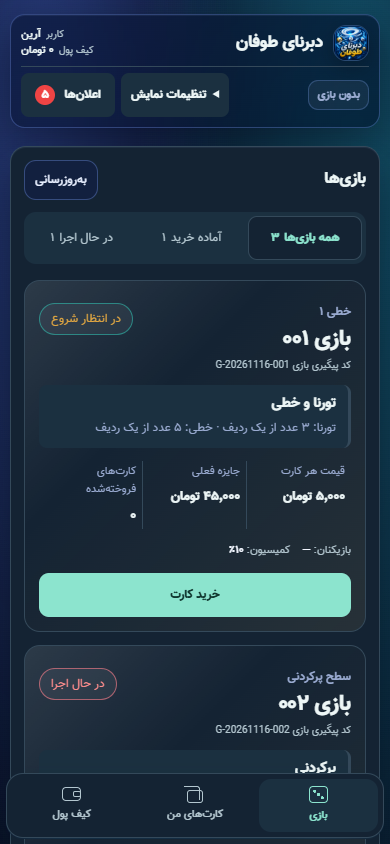 دبرنای طوفان
دبرنای
طوفان
کاربر آرین
کیف پول ۰ تومان
بدون بازی
تنظیمات نمایش
اعلان‌ها ۵
بازی‌ها
به‌روزرسانی
همه بازی‌ها ۳
آماده خرید ۱
در حال اجرا ۱
خطی ۱
در انتظار شروع
بازی ۰۰۱
کد پیگیری بازی G-20261116-001
تورنا و خطی
تورنا: ۳ عدد از یک ردیف · خطی: ۵ عدد از یک ردیف
قیمت هر کارت
۵,۰۰۰ تومان
جایزه فعلی
۴۵,۰۰۰ تومان
کارت‌های
فروخته‌شده
۰
بازیکنان: — کمیسیون: ۱۰٪
خرید کارت
سطح پرکردنی
در حال اجرا
بازی ۰۰۲
کد پیگیری بازی G-20261116-002
پرکردنی
بازی
کارت‌های من
کیف پول